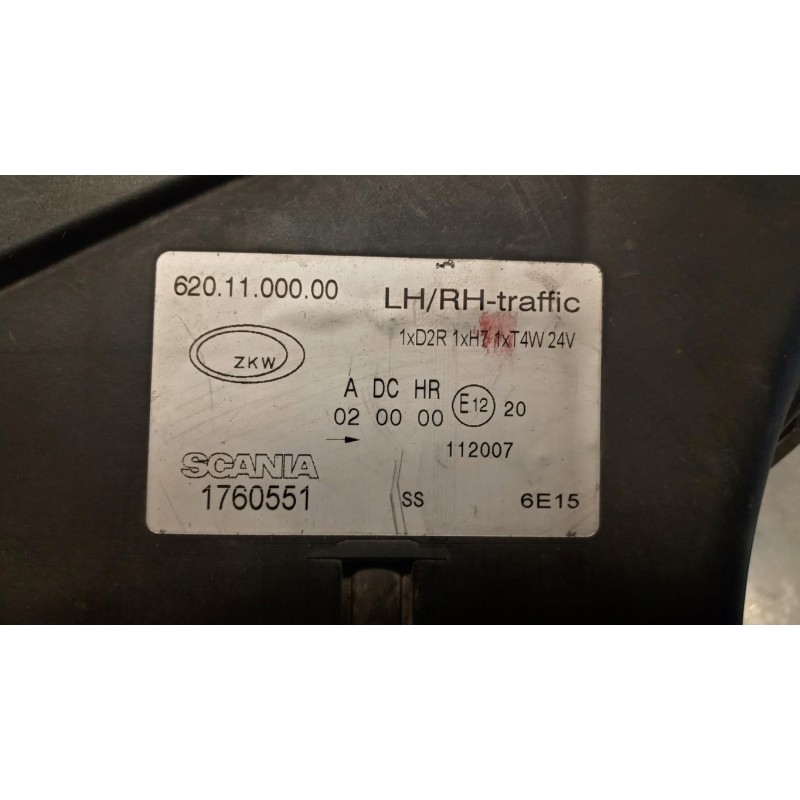 620.11.000.00 LH/RH-traffic
1xD2R 1xH7 1xT4W 24V
ZKW
A DC HR
02 00 00 E12 20
112007
SCANIA
1760551 SS 6E15